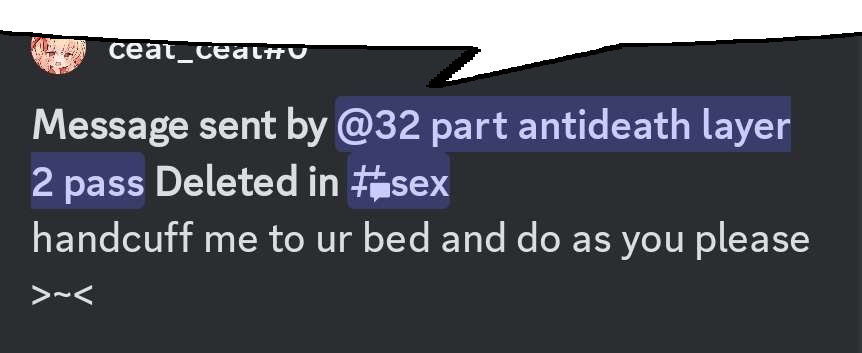 ceat_ceat#0
Message sent by @32 part antideath layer
2 pass Deleted in #sex
handcuff me to ur bed and do as you please
>~<